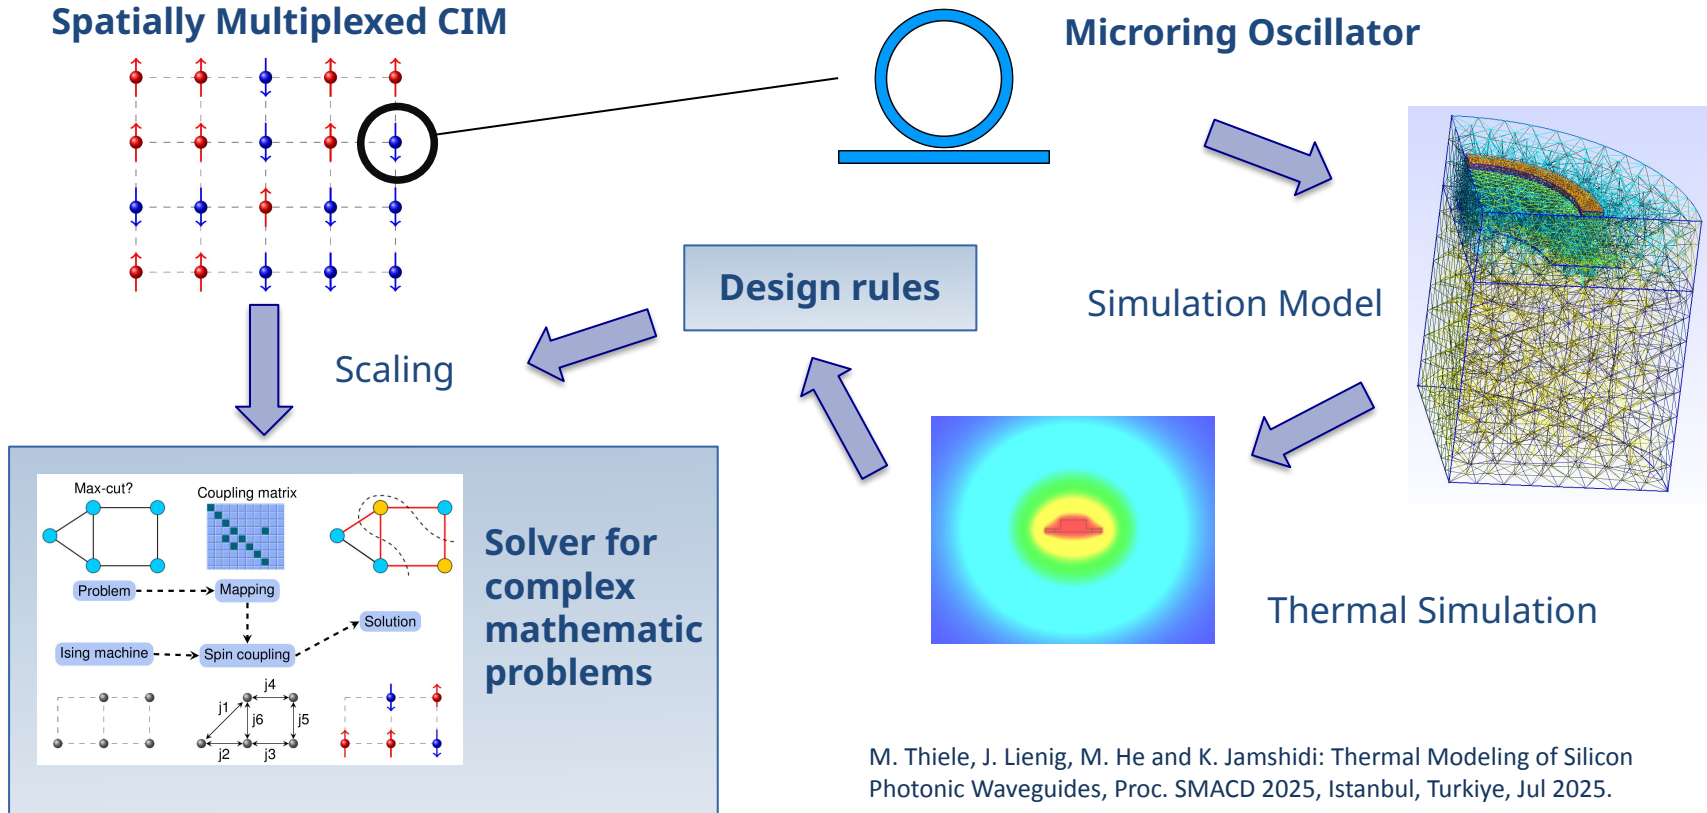 Spatially Multiplexed CIM
Microring Oscillator
Design rules
Simulation Model
Scaling
Max-cut?
Coupling matrix
Problem
Mapping
Solution
Ising machine
Spin coupling
j4
j1
j6
j5
j2
j3
Solver for
complex
mathematic
problems
Thermal Simulation
M. Thiele, J. Lienig, M. He and K. Jamshidi: Thermal Modeling of Silicon
Photonic Waveguides, Proc. SMACD 2025, Istanbul, Turkiye, Jul 2025.